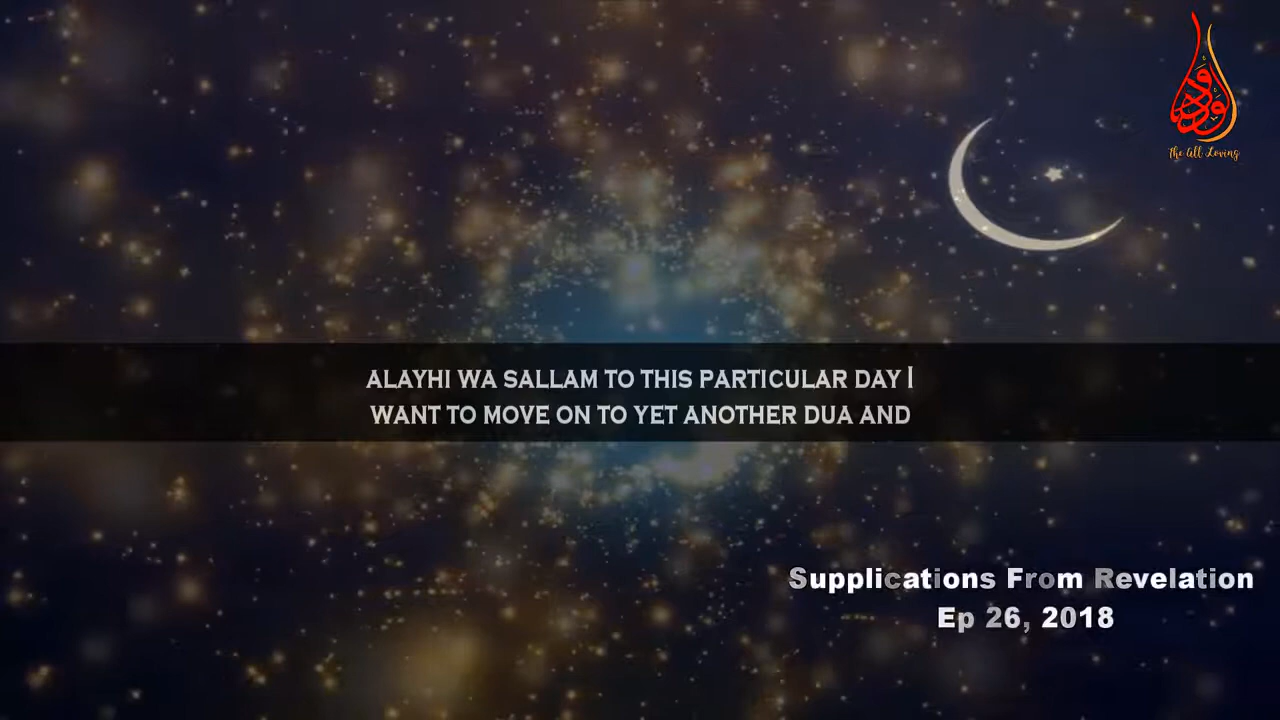 The All Loving
ALAYHI WA SALLAM TO THIS PARTICULAR DAY I
WANT TO MOVE ON TO YET ANOTHER DUA AND
Supplications From Revelation
Ep 26, 2018